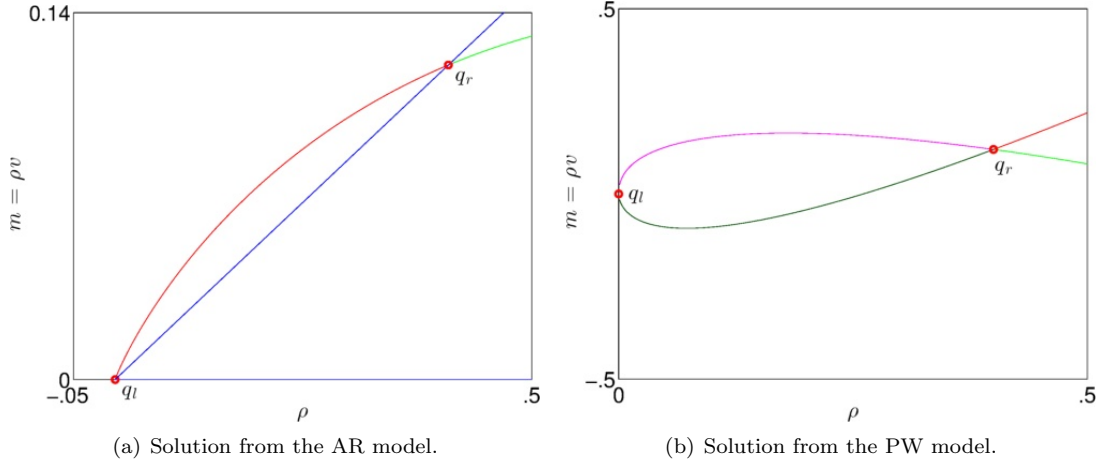 0.14
m = ρv
q_r
q_l
0
−.05
.5
ρ
(a) Solution from the AR model.
.5
m = ρv
q_l
q_r
−.5
0
.5
ρ
(b) Solution from the PW model.